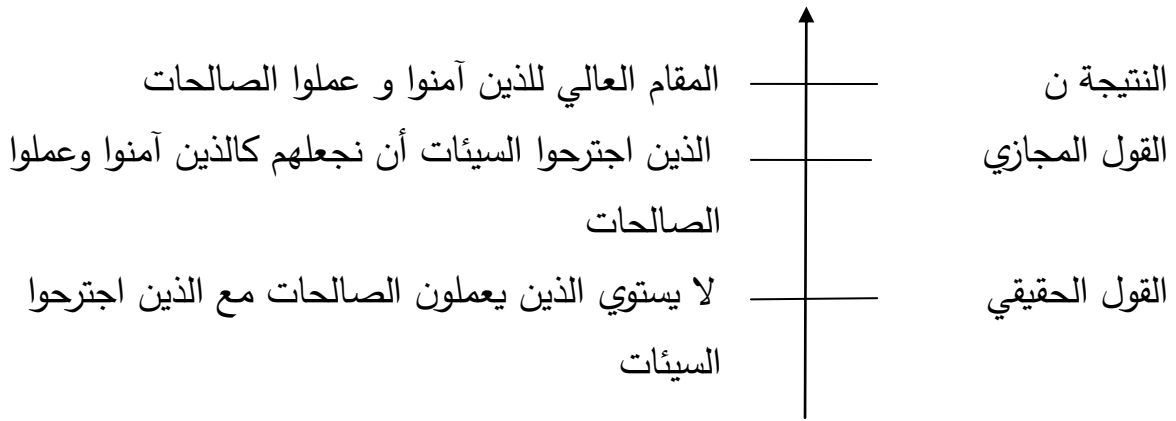 النتيجة ن المقام العالي للذين آمنوا و عملوا الصالحات
القول المجازي الذين اجترحوا السيئات أن نجعلهم كالذين آمنوا وعملوا
الصالحات
القول الحقيقي لا يستوي الذين يعملون الصالحات مع الذين اجترحوا
السيئات